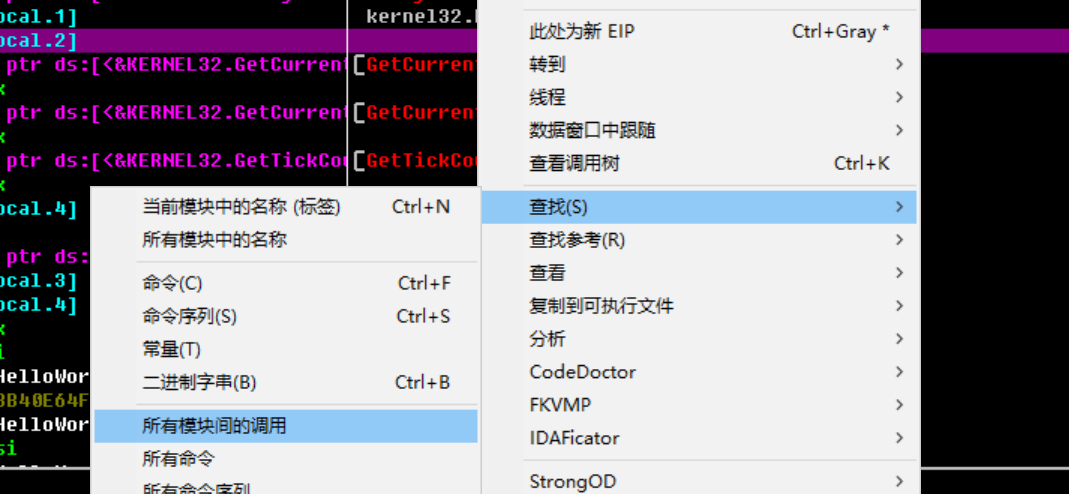 ocal.1]
kernel32.
ocal.2]
ptr ds:[<&KERNEL32.GetCurrent
[GetCurrent
ptr ds:[<&KERNEL32.GetCurrent
[GetCurrent
ptr ds:[<&KERNEL32.GetTickCou
[GetTickCou
ocal.4]
ptr ds:
ocal.3]
ocal.4]
HelloWor
BB40E64E
HelloWor
si
此处为新 EIP Ctrl+Gray *
转到
线程
数据窗口中跟随
查看调用树 Ctrl+K
查找(S)
查找参考(R)
查看
复制到可执行文件
分析
CodeDoctor
FKVMP
IDAFicator
StrongOD
当前模块中的名称 (标签) Ctrl+N
所有模块中的名称
命令(C) Ctrl+F
命令序列(S) Ctrl+S
常量(T)
二进制字串(B) Ctrl+B
所有模块间的调用
所有命令
所有命令序列